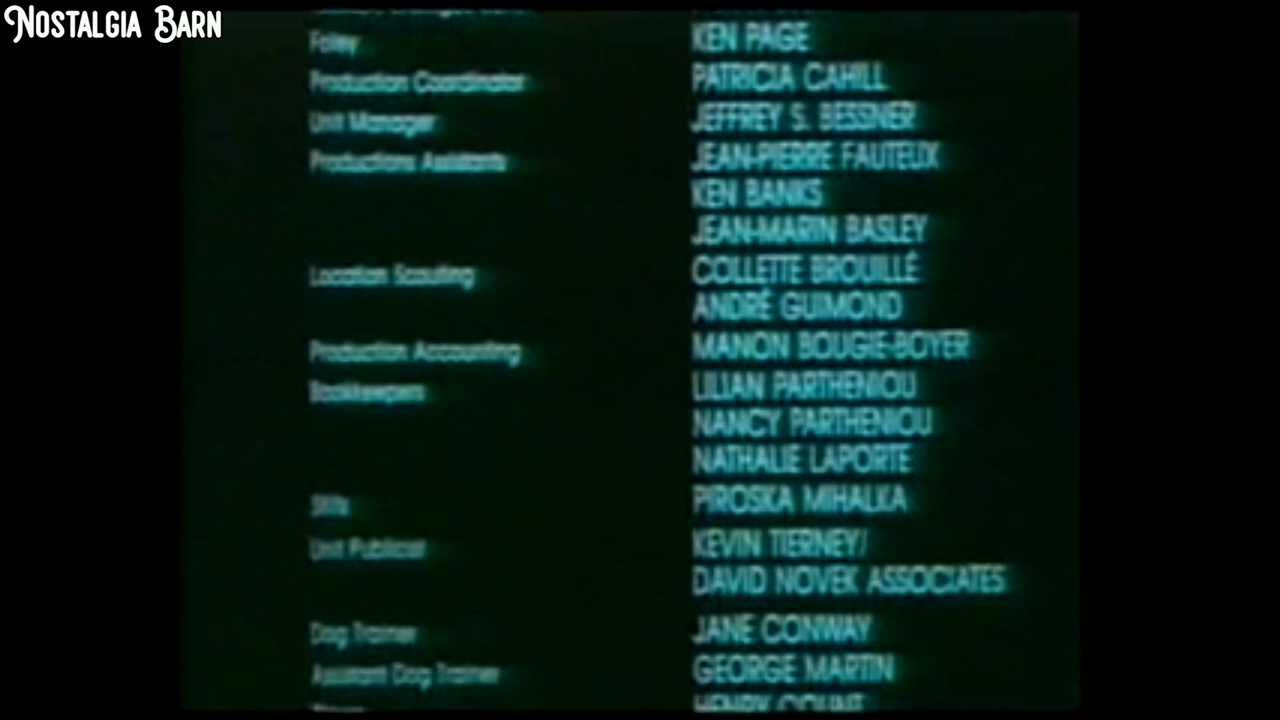 Nostalgia Barn
Foley KEN PAGE
Production Coordinator PATRICIA CAHILL
Unit Manager JEFFREY S. BESSNER
Productions Assistants JEAN-PIERRE FAUTEUX
KEN BANKS
JEAN-MARIN BASLEY
Location Scouting COLLETTE BROUILLÉ
ANDRÉ GUIMOND
Production Accounting MANON BOUGIE-BOYER
Bookkeepers LILIAN PARTHENIOU
NANCY PARTHENIOU
NATHALIE LAPORTE
Stills PIROSKA MIHALKA
Unit Publicist KEVIN TIERNEY/
DAVID NOVEK ASSOCIATES
Dog Trainer JANE CONWAY
Assistant Dog Trainer GEORGE MARTIN
HENRY